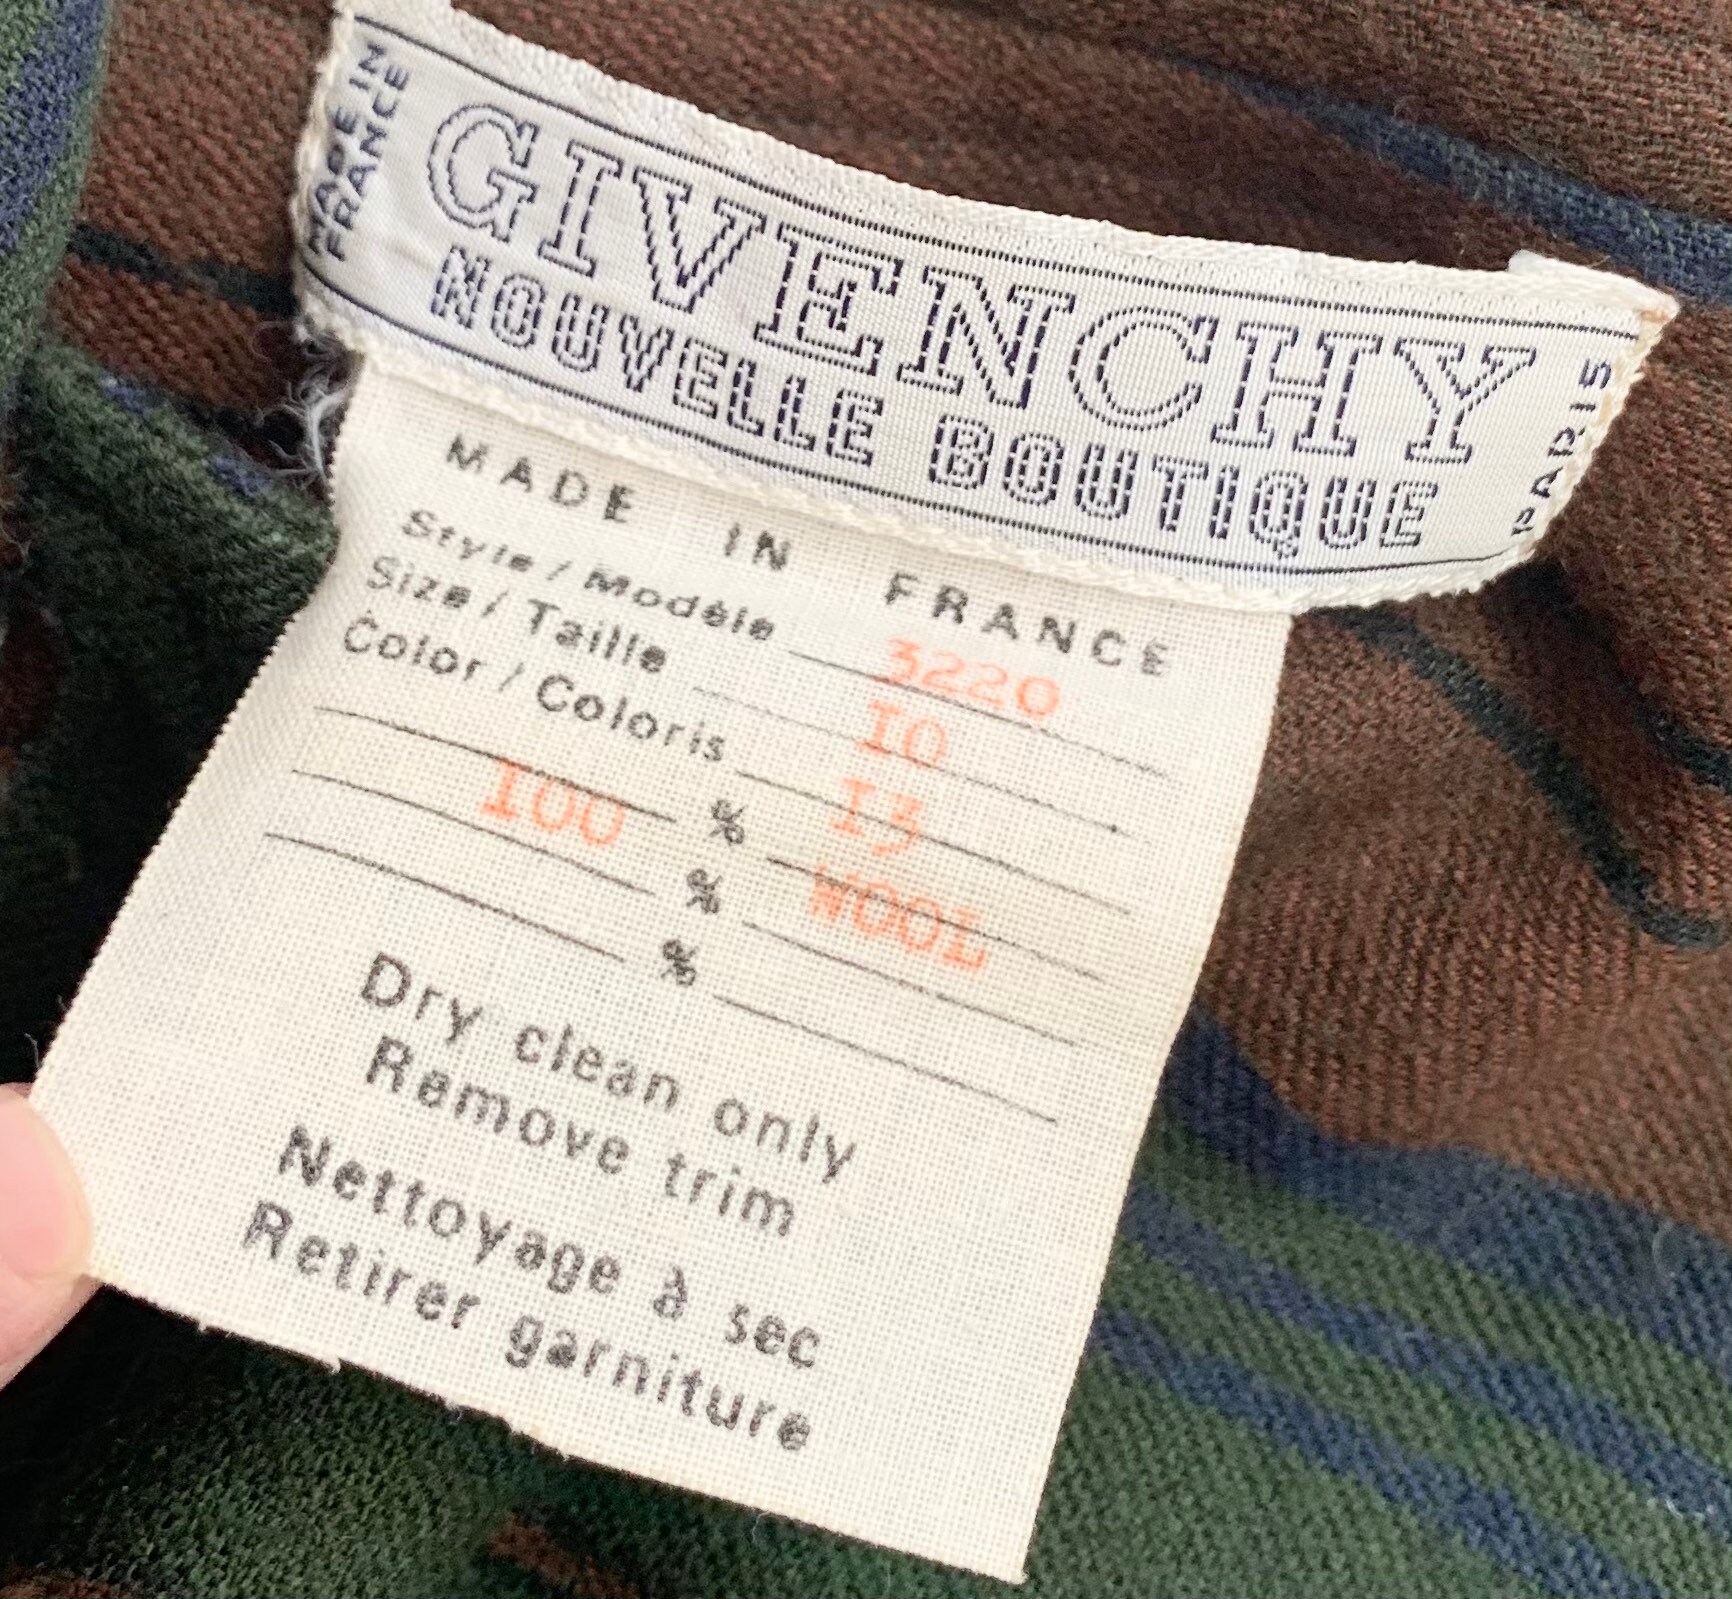 MADE IN
FRANCE
GIVENCHY
NOUVELLE BOUTIQUE
PARIS
MADE IN FRANCE
Style / Modèle 3220
Size / Taille I0
Color / Coloris I3
I00 % WOOL
%
%
Dry clean only
Remove trim
Nettoyage à sec
Retirer garniture